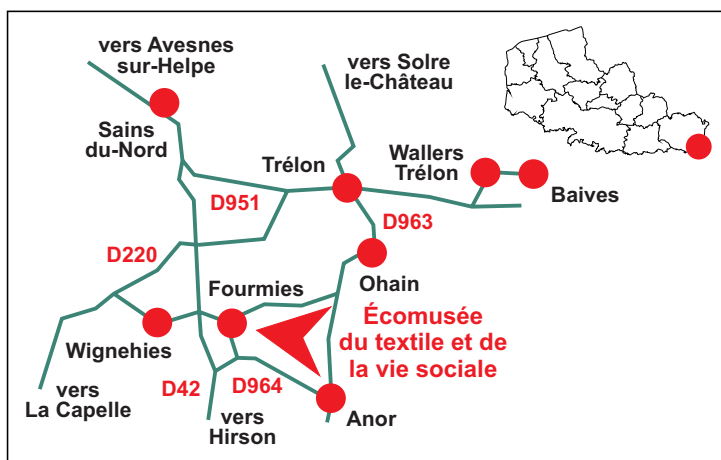 vers Avesnes
sur-Helpe
vers Solre
le-Château
Sains
du-Nord
Trélon
Wallers
Trélon
Baives
D951
D963
D220
Ohain
Fourmies
Écomusée
du textile et de
la vie sociale
Wignehies
D42
D964
vers
La Capelle
vers
Hirson
Anor